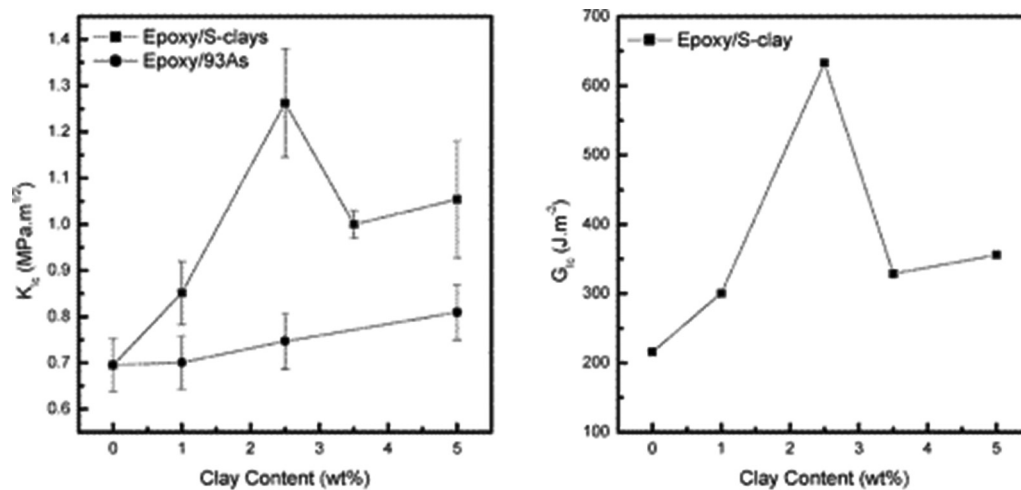 1.4
1.3
1.2
1.1
1.0
0.9
0.8
0.7
0.6
K_Ic (MPa.m^1/2)
Epoxy/S-clays
Epoxy/93As
0 1 2 3 4 5
Clay Content (wt%)
700
600
500
400
300
200
100
G_Ic (J.m^-2)
Epoxy/S-clay
0 1 2 3 4 5
Clay Content (wt%)